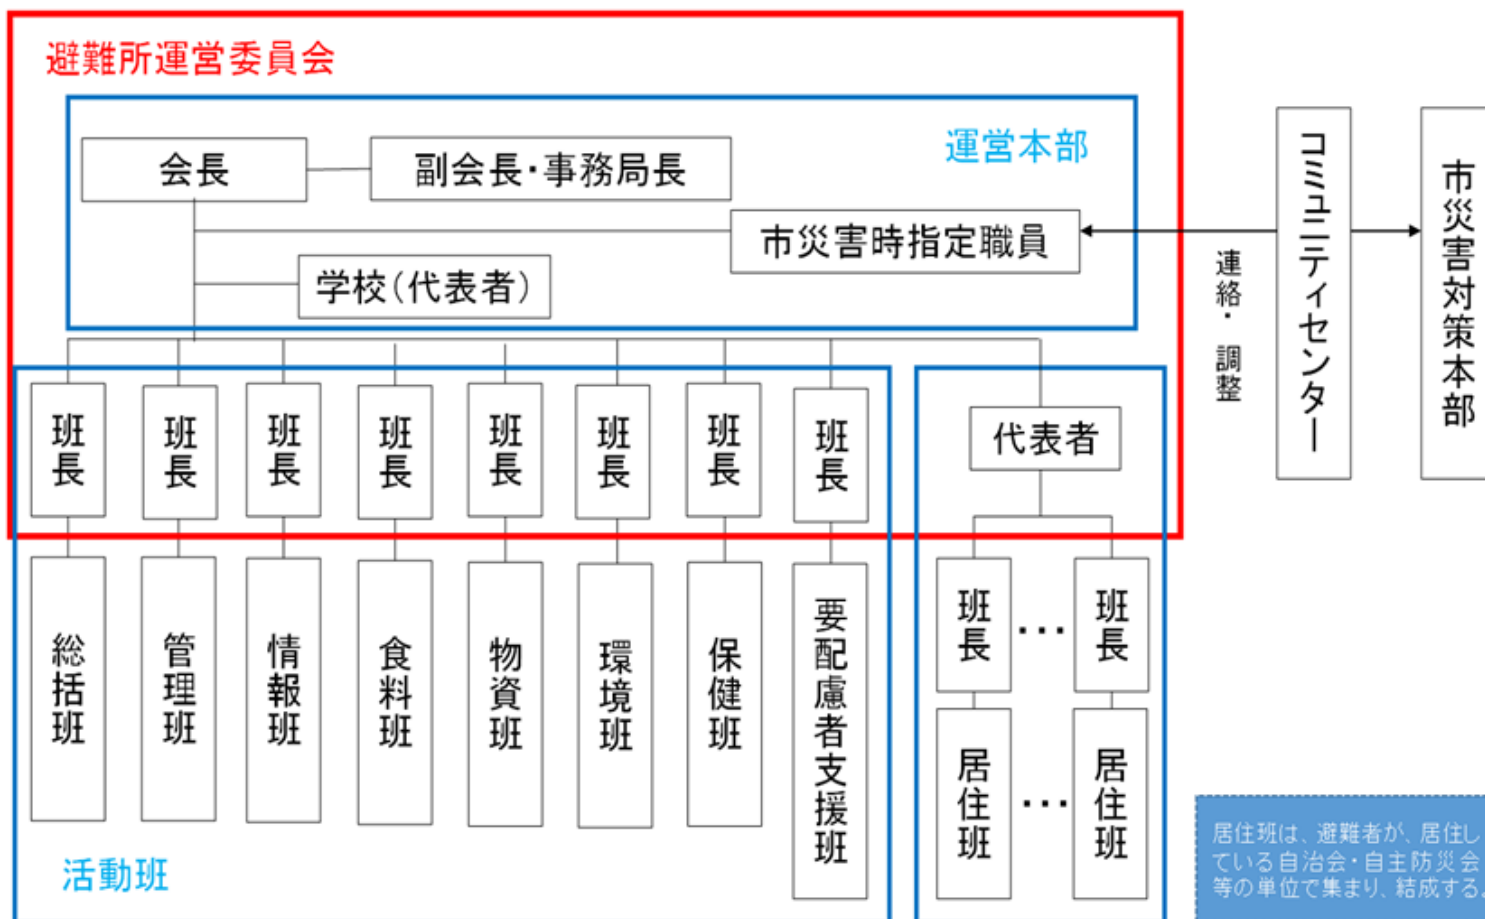 避難所運営委員会
運営本部
会長
副会長・事務局長
市災害時指定職員
学校(代表者)
連絡・調整
コミュニティセンター
市災害対策本部
班長
班長
班長
班長
班長
班長
班長
班長
代表者
総括班
管理班
情報班
食料班
物資班
環境班
保健班
要配慮者支援班
班長
…
班長
居住班
…
居住班
活動班
居住班は、避難者が、居住し
ている自治会・自主防災会
等の単位で集まり、結成する。